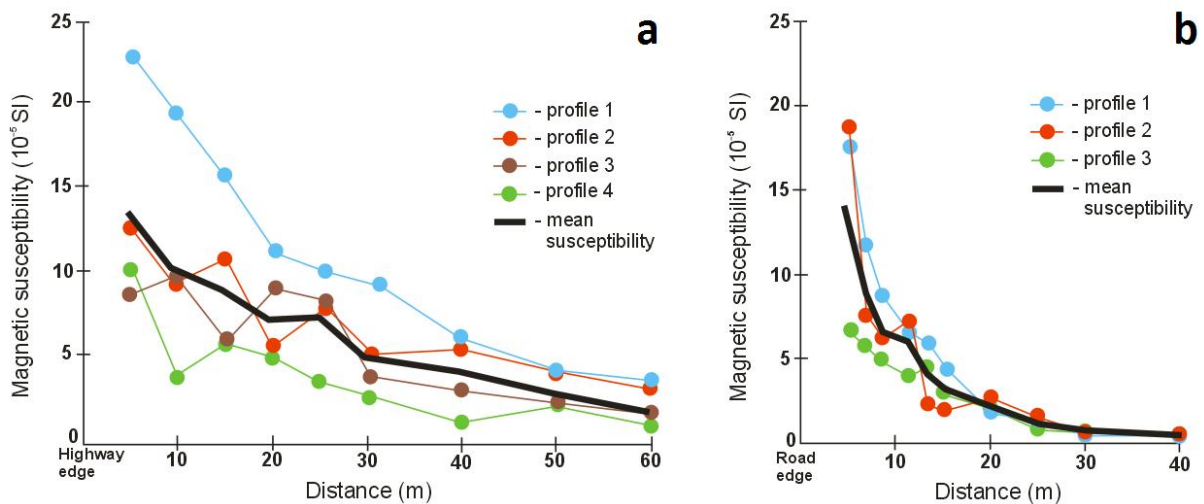 a
25
20
15
10
5
0
Magnetic susceptibility (10⁻⁵ SI)
- profile 1
- profile 2
- profile 3
- profile 4
- mean
susceptibility
Highway
edge
10
20
30
40
50
60
Distance (m)
b
25
20
15
10
5
0
Magnetic susceptibility (10⁻⁵ SI)
- profile 1
- profile 2
- profile 3
- mean
susceptibility
Road
edge
10
20
30
40
Distance (m)